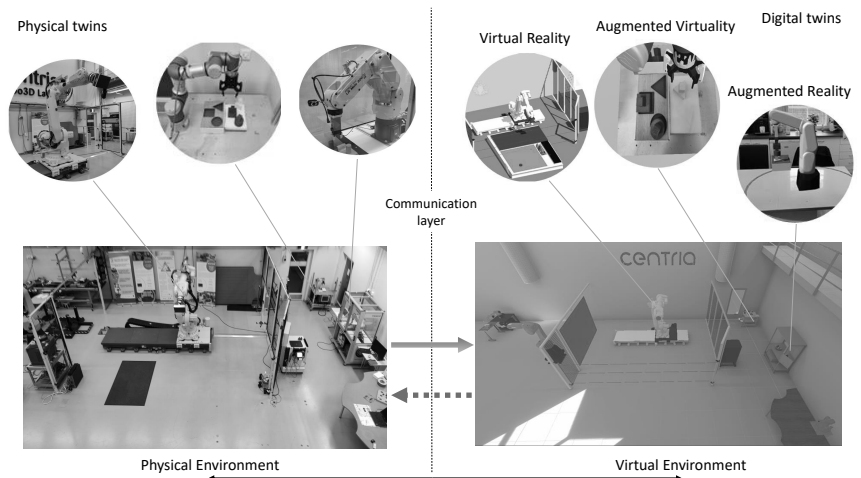 Physical twins
Virtual Reality
Augmented Virtuality
Digital twins
Augmented Reality
Communication
layer
CENTRIA
Physical Environment
Virtual Environment